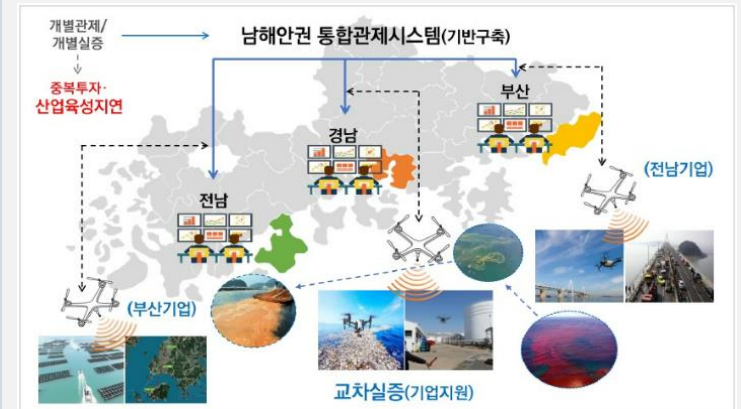 개별관제/
개별실증
남해안권 통합관제시스템(기반구축)
중복투자·
산업육성지연
부산
경남
전남
(전남기업)
(부산기업)
교차실증(기업지원)